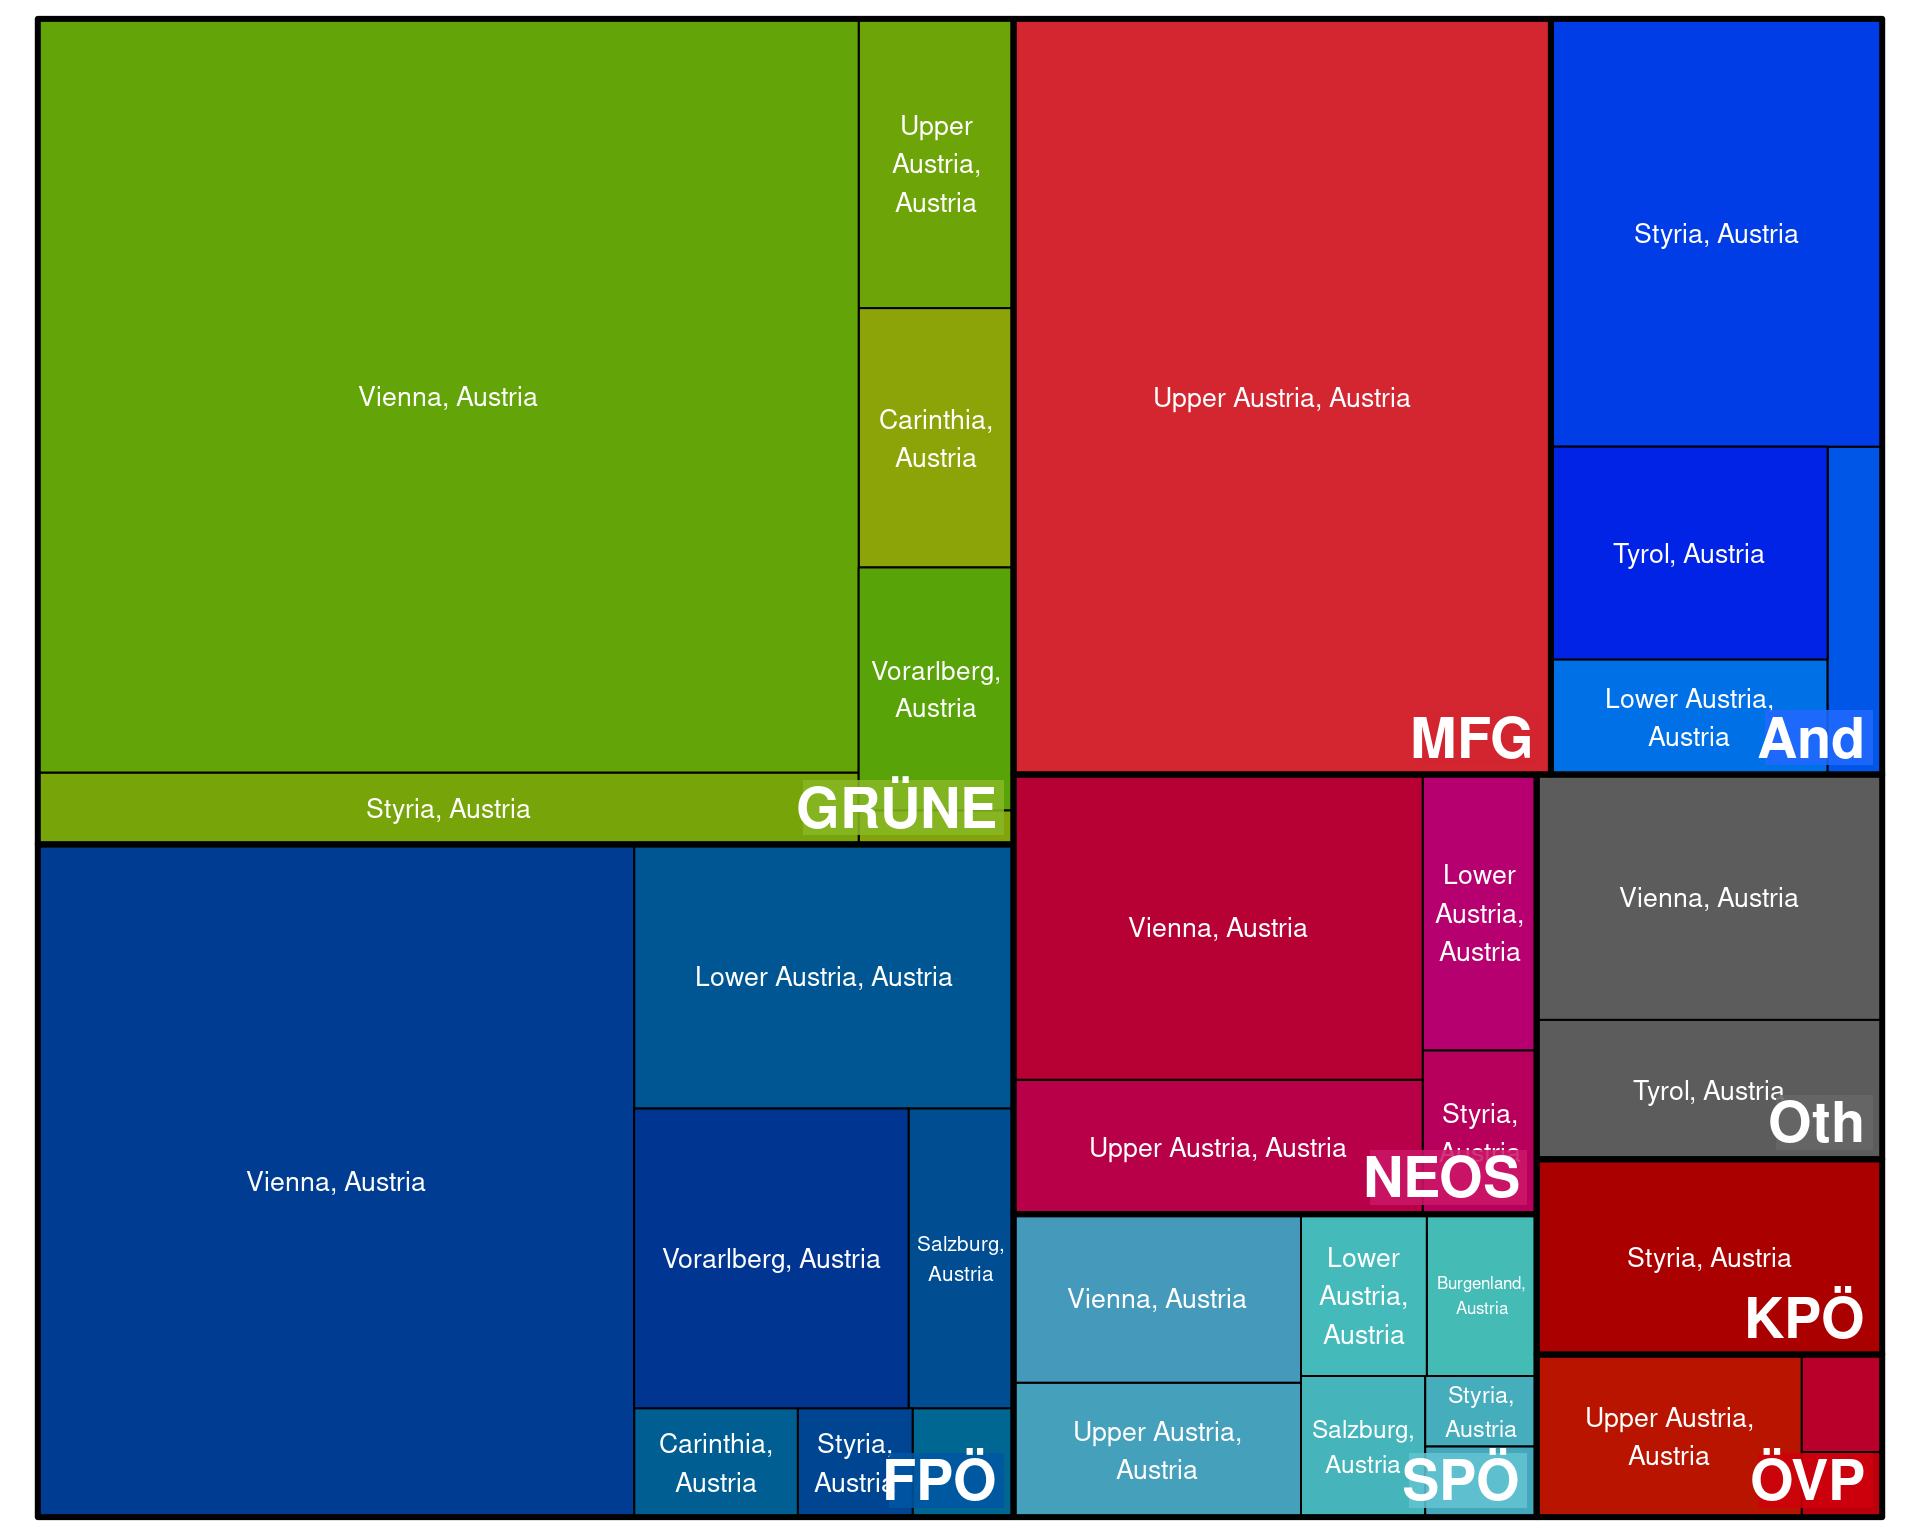 Vienna, Austria
Upper
Austria,
Austria
Carinthia,
Austria
Vorarlberg,
Austria
Styria, Austria
GRÜNE
Upper Austria, Austria
MFG
Styria, Austria
Tyrol, Austria
Lower Austria,
Austria
And
Vienna, Austria
Lower Austria, Austria
Vorarlberg, Austria
Salzburg,
Austria
Carinthia,
Austria
Styria,
Austria
FPÖ
Vienna, Austria
Lower
Austria,
Austria
Upper Austria, Austria
Styria,
Austria
NEOS
Vienna, Austria
Tyrol, Austria
Oth
Vienna, Austria
Lower
Austria,
Austria
Burgenland,
Austria
Upper Austria,
Austria
Salzburg,
Austria
Styria,
Austria
SPÖ
Styria, Austria
KPÖ
Upper Austria,
Austria
ÖVP